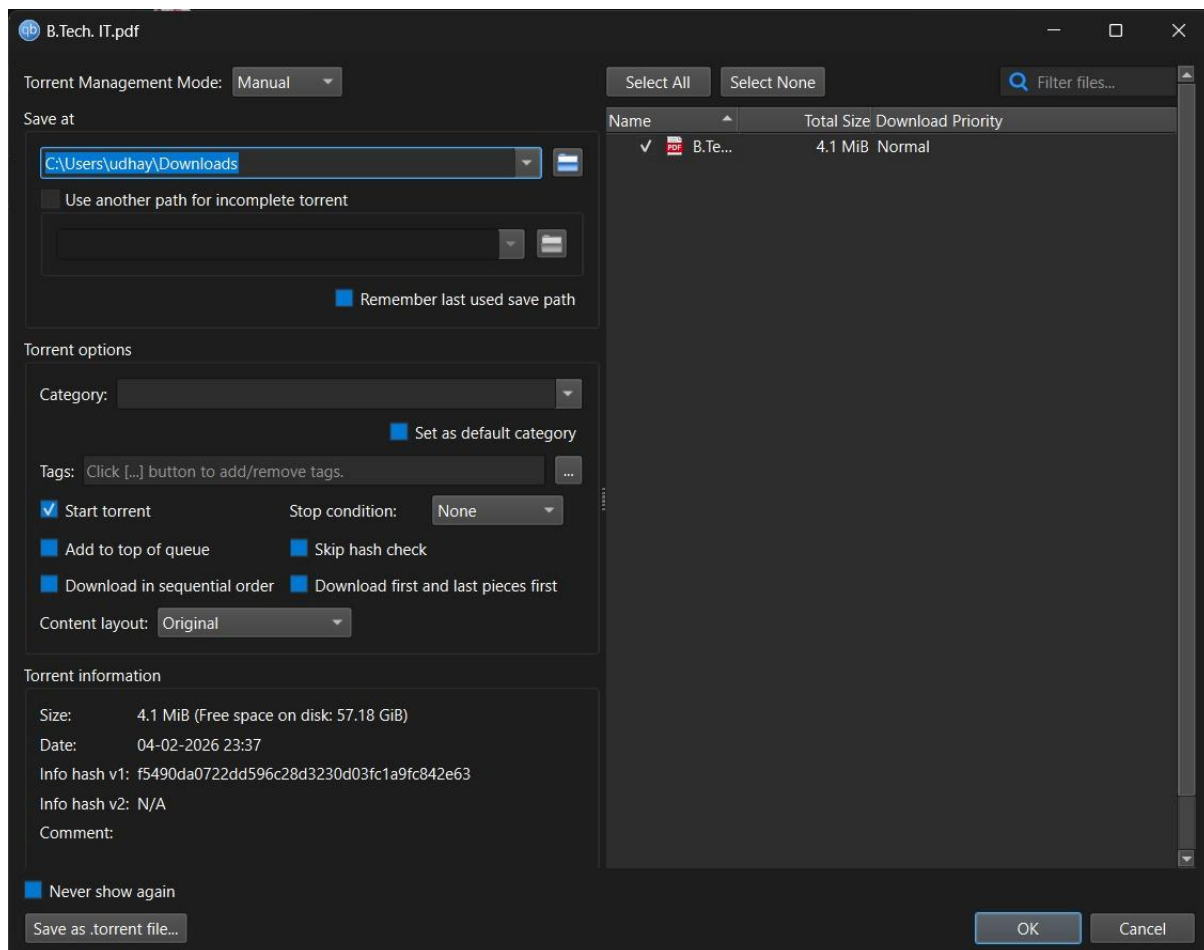 qb B.Tech. IT.pdf
Torrent Management Mode: Manual
Save at
C:\Users\udhay\Downloads
Use another path for incomplete torrent
Remember last used save path
Torrent options
Category:
Set as default category
Tags: Click [...] button to add/remove tags. ...
Start torrent Stop condition: None
Add to top of queue Skip hash check
Download in sequential order Download first and last pieces first
Content layout: Original
Torrent information
Size: 4.1 MiB (Free space on disk: 57.18 GiB)
Date: 04-02-2026 23:37
Info hash v1: f5490da0722dd596c28d3230d03fc1a9fc842e63
Info hash v2: N/A
Comment:
Never show again
Save as .torrent file...
Select All Select None Filter files...
Name Total Size Download Priority
PDF B.Te... 4.1 MiB Normal
OK Cancel